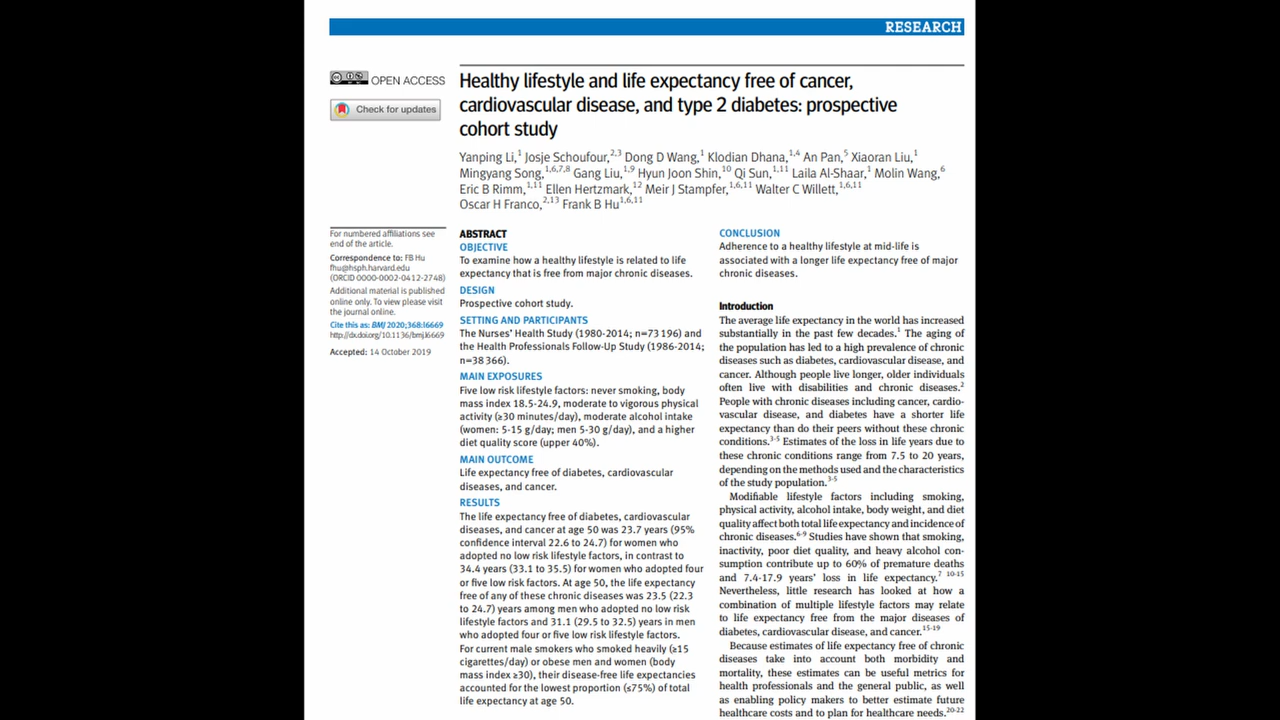 RESEARCH
OPEN ACCESS
Check for updates
Healthy lifestyle and life expectancy free of cancer,
cardiovascular disease, and type 2 diabetes: prospective
cohort study
Yanping Li,1 Josje Schoufour,2,3 Dong D Wang,1 Klodian Dhana,1,4 An Pan,5 Xiaoran Liu,1
Mingyang Song,1,6,7,8 Gang Liu,1,9 Hyun Joon Shin,10 Qi Sun,1,11 Laila Al-Shaar,1 Molin Wang,6
Eric B Rimm,1,11 Ellen Hertzmark,12 Meir J Stampfer,1,6,11 Walter C Willett,1,6,11
Oscar H Franco,2,13 Frank B Hu1,6,11
For numbered affiliations see
end of the article.
Correspondence to: FB Hu
fhu@hsph.harvard.edu
(ORCID 0000-0002-0412-2748)
Additional material is published
online only. To view please visit
the journal online.
Cite this as: BMJ 2020;368:l6669
http://dx.doi.org/10.1136/bmj.l6669
Accepted: 14 October 2019
ABSTRACT
OBJECTIVE
To examine how a healthy lifestyle is related to life
expectancy that is free from major chronic diseases.
DESIGN
Prospective cohort study.
SETTING AND PARTICIPANTS
The Nurses' Health Study (1980-2014; n=73 196) and
the Health Professionals Follow-Up Study (1986-2014;
n=38 366).
MAIN EXPOSURES
Five low risk lifestyle factors: never smoking, body
mass index 18.5-24.9, moderate to vigorous physical
activity (≥30 minutes/day), moderate alcohol intake
(women: 5-15 g/day; men 5-30 g/day), and a higher
diet quality score (upper 40%).
MAIN OUTCOME
Life expectancy free of diabetes, cardiovascular
diseases, and cancer.
RESULTS
The life expectancy free of diabetes, cardiovascular
diseases, and cancer at age 50 was 23.7 years (95%
confidence interval 22.6 to 24.7) for women who
adopted no low risk lifestyle factors, in contrast to
34.4 years (33.1 to 35.5) for women who adopted four
or five low risk factors. At age 50, the life expectancy
free of any of these chronic diseases was 23.5 (22.3
to 24.7) years among men who adopted no low risk
lifestyle factors and 31.1 (29.5 to 32.5) years in men
who adopted four or five low risk lifestyle factors.
For current male smokers who smoked heavily (≥15
cigarettes/day) or obese men and women (body
mass index ≥30), their disease-free life expectancies
accounted for the lowest proportion (≤75%) of total
life expectancy at age 50.
CONCLUSION
Adherence to a healthy lifestyle at mid-life is
associated with a longer life expectancy free of major
chronic diseases.
Introduction
The average life expectancy in the world has increased
substantially in the past few decades.1 The aging of
the population has led to a high prevalence of chronic
diseases such as diabetes, cardiovascular disease, and
cancer. Although people live longer, older individuals
often live with disabilities and chronic diseases.2
People with chronic diseases including cancer, cardio-
vascular disease, and diabetes have a shorter life
expectancy than do their peers without these chronic
conditions.3-5 Estimates of the loss in life years due to
these chronic conditions range from 7.5 to 20 years,
depending on the methods used and the characteristics
of the study population.3-5
Modifiable lifestyle factors including smoking,
physical activity, alcohol intake, body weight, and diet
quality affect both total life expectancy and incidence of
chronic diseases.6-9 Studies have shown that smoking,
inactivity, poor diet quality, and heavy alcohol con-
sumption contribute up to 60% of premature deaths
and 7.4-17.9 years' loss in life expectancy.7 10-15
Nevertheless, little research has looked at how a
combination of multiple lifestyle factors may relate
to life expectancy free from the major diseases of
diabetes, cardiovascular disease, and cancer.15-19
Because estimates of life expectancy free of chronic
diseases take into account both morbidity and
mortality, these estimates can be useful metrics for
health professionals and the general public, as well
as enabling policy makers to better estimate future
healthcare costs and to plan for healthcare needs.20-22